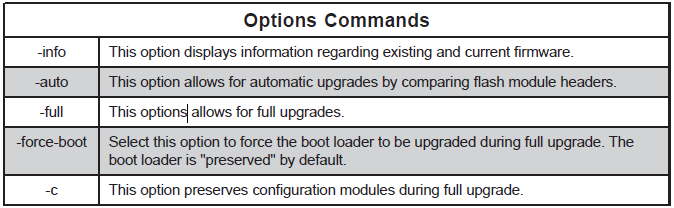 Options Commands
-info This option displays information regarding existing and current firmware.
-auto This option allows for automatic upgrades by comparing flash module headers.
-full This options allows for full upgrades.
-force-boot Select this option to force the boot loader to be upgraded during full upgrade. The
boot loader is "preserved" by default.
-c This option preserves configuration modules during full upgrade.